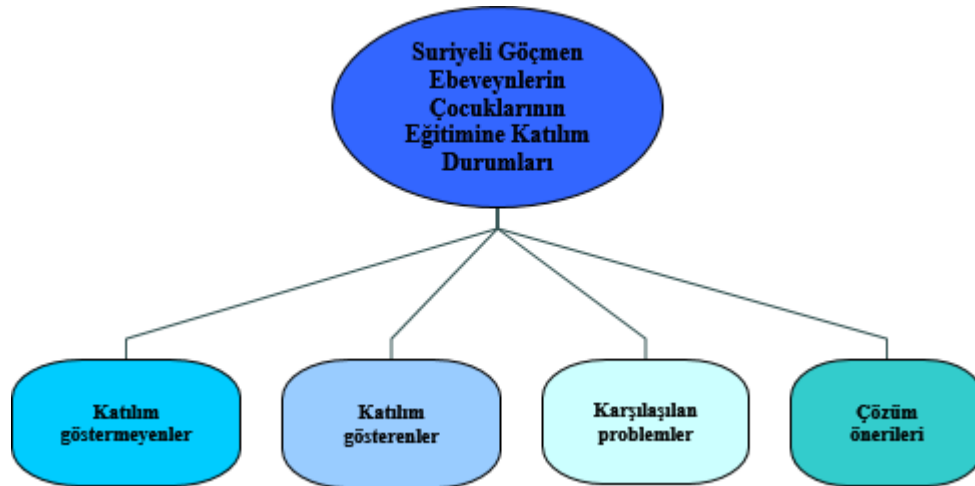 Suriyeli Göçmen
Ebeveynlerin
Çocuklarının
Eğitimine Katılım
Durumları
Katılım
göstermeyenler
Katılım
gösterenler
Karşılaşılan
problemler
Çözüm
önerileri